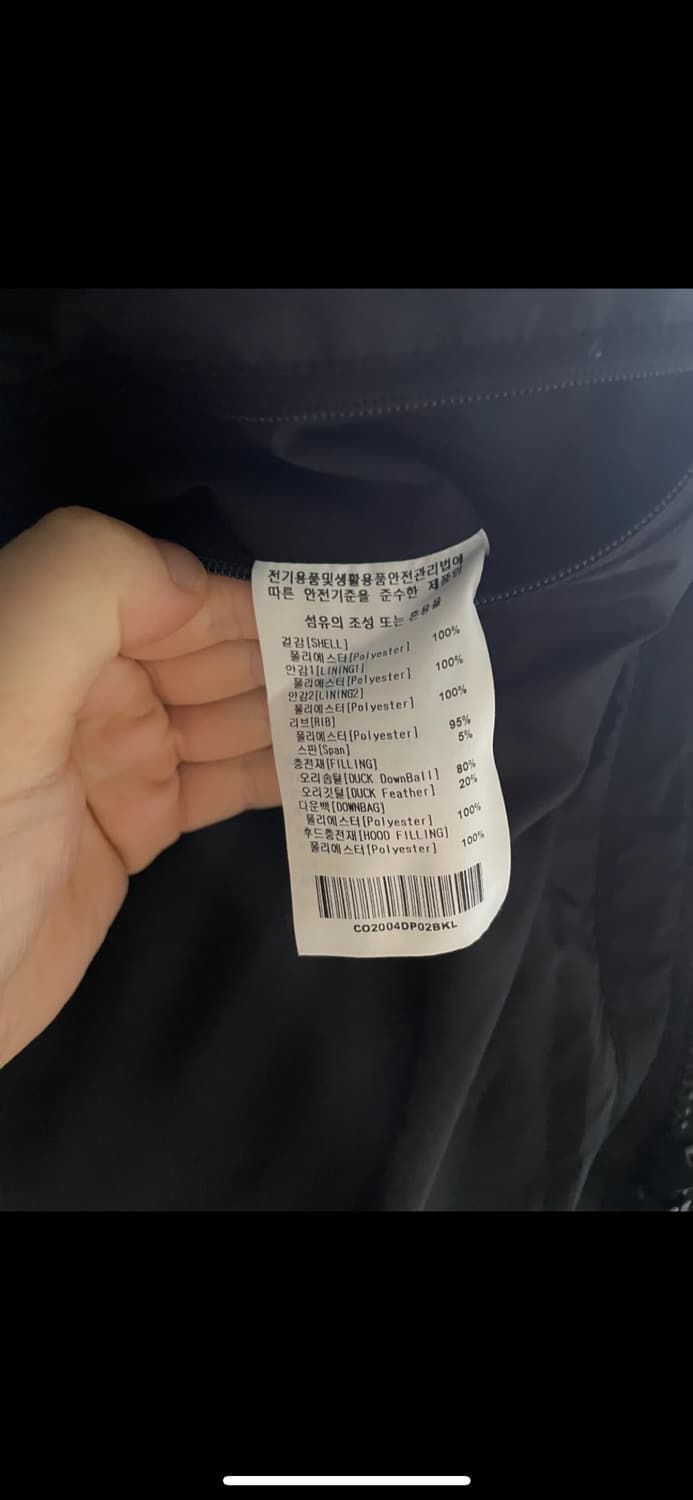 전기용품및생활용품안전관리법에
따른 안전기준을 준수한 제품임
섬유의 조성 또는 혼용율
겉감[SHELL]
폴리에스터[Polyester] 100%
안감1[LINING1]
폴리에스터[Polyester] 100%
안감2[LINING2]
폴리에스터[Polyester] 100%
리브[RIB]
폴리에스터[Polyester] 95%
스판[Span] 5%
충전재[FILLING]
오리솜털[DUCK DownBall] 80%
오리깃털[DUCK Feather] 20%
다운백[DOWNBAG]
폴리에스터[Polyester] 100%
후드충전재[HOOD FILLING]
폴리에스터[Polyester] 100%
CO2004DP02BKL